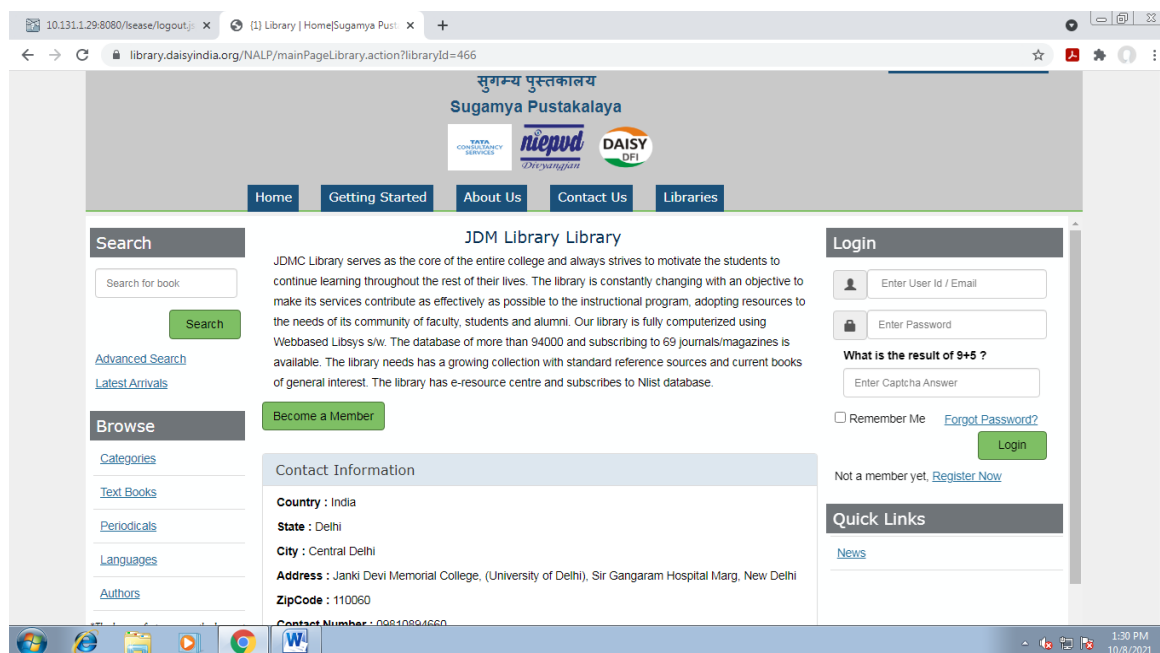 10.131.1.29:8080/lsease/logout.js
{1} Library | Home|Sugamya Pust
library.daisyindia.org/NALP/mainPageLibrary.action?libraryId=466
सुगम्य पुस्तकालय
Sugamya Pustakalaya
TATA
CONSULTANCY
SERVICES
niepvd
Divyangjan
DAISY
DFI
Home Getting Started About Us Contact Us Libraries
Search
Search for book
Search
Advanced Search
Latest Arrivals
Browse
Categories
Text Books
Periodicals
Languages
Authors
JDM Library Library
JDMC Library serves as the core of the entire college and always strives to motivate the students to
continue learning throughout the rest of their lives. The library is constantly changing with an objective to
make its services contribute as effectively as possible to the instructional program, adopting resources to
the needs of its community of faculty, students and alumni. Our library is fully computerized using
Webbased Libsys s/w. The database of more than 94000 and subscribing to 69 journals/magazines is
available. The library needs has a growing collection with standard reference sources and current books
of general interest. The library has e-resource centre and subscribes to Nlist database.
Become a Member
Contact Information
Country : India
State : Delhi
City : Central Delhi
Address : Janki Devi Memorial College, (University of Delhi), Sir Gangaram Hospital Marg, New Delhi
ZipCode : 110060
Contact Number : 09810894660
Login
Enter User Id / Email
Enter Password
What is the result of 9+5 ?
Enter Captcha Answer
Remember Me Forgot Password?
Login
Not a member yet, Register Now
Quick Links
News
1:30 PM
10/8/2021